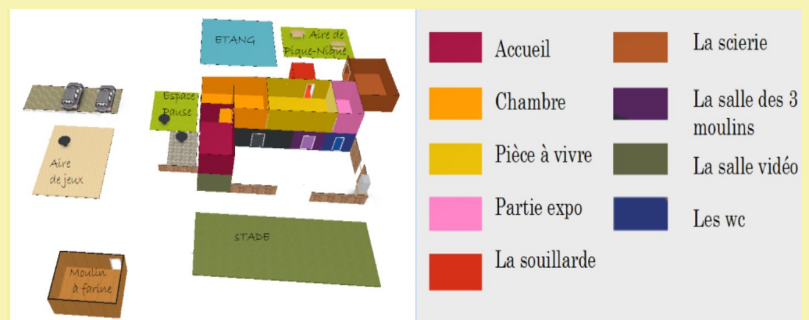 ETANG
Aire de
Pique-Nique
Espace
Pause
Aire
de jeux
STADE
Moulin
à farine
Accueil
Chambre
Pièce à vivre
Partie expo
La souillarde
La scierie
La salle des 3
moulins
La salle vidéo
Les wc